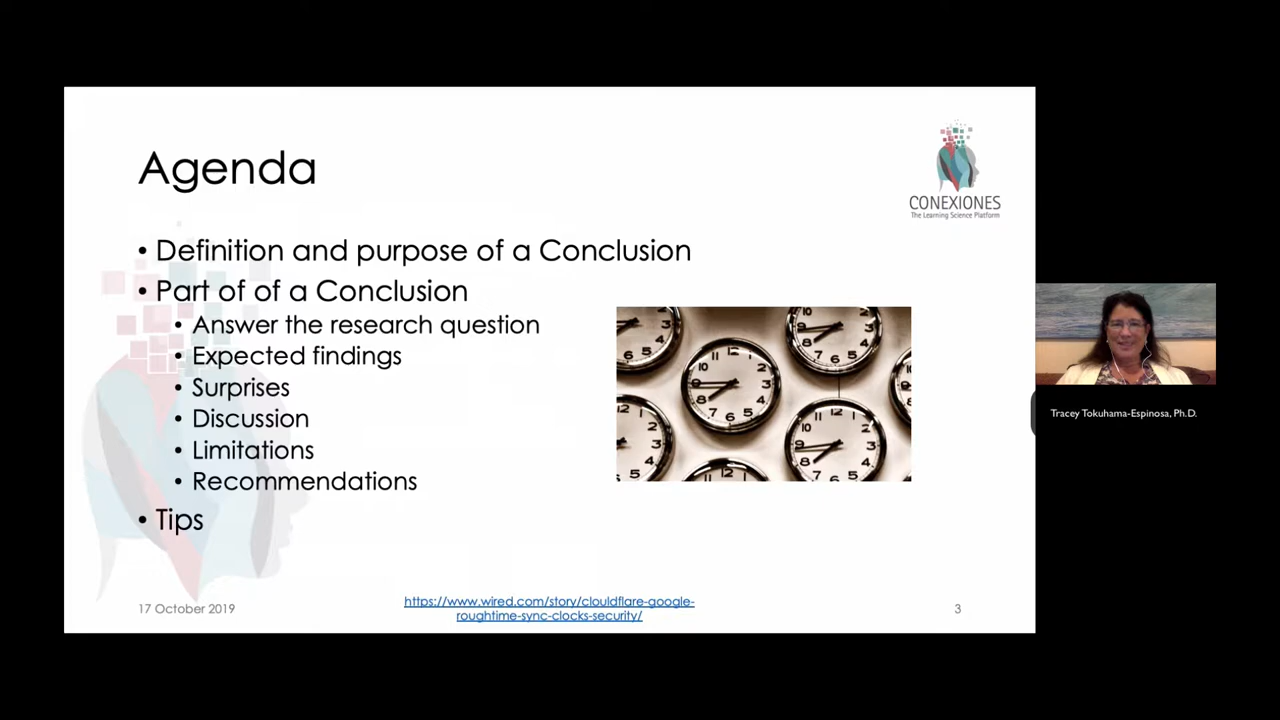 Agenda
CONEXIONES
The Learning Science Platform
• Definition and purpose of a Conclusion
• Part of of a Conclusion
• Answer the research question
• Expected findings
• Surprises
• Discussion
• Limitations
• Recommendations
• Tips
17 October 2019
https://www.wired.com/story/clouldflare-google-
roughtime-sync-clocks-security/
3
Tracey Tokuhama-Espinosa, Ph.D.